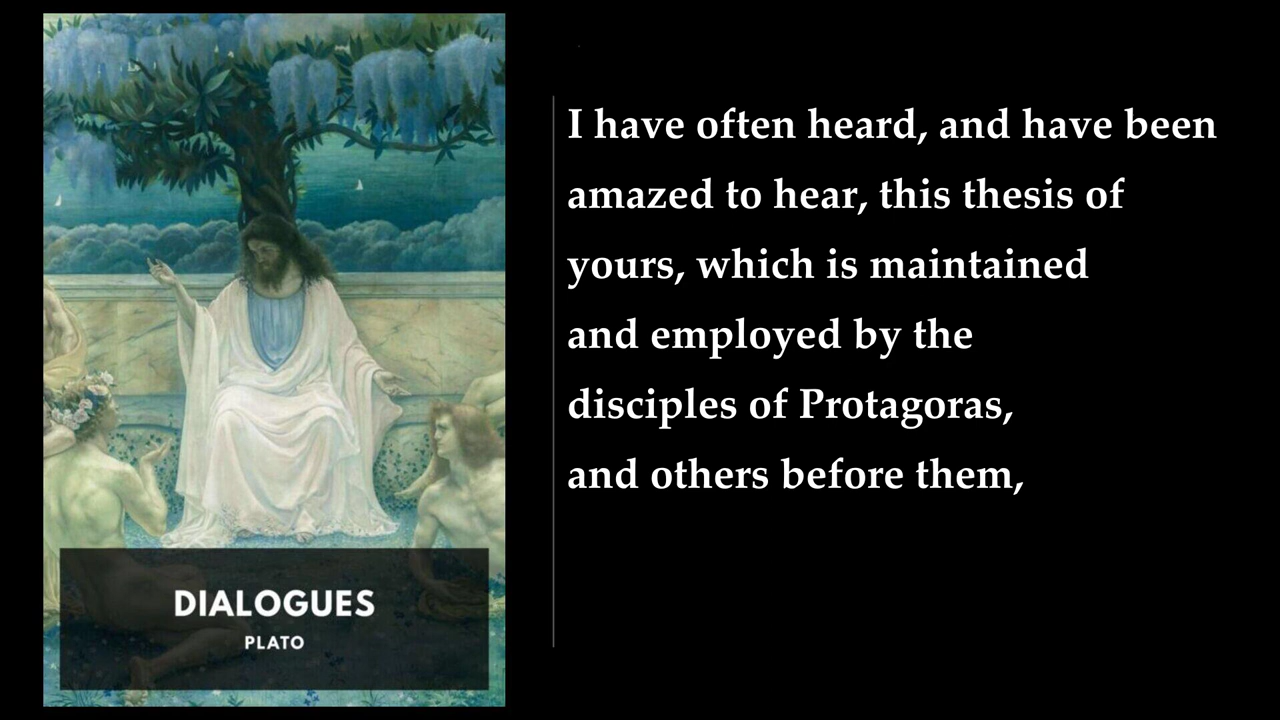 DIALOGUES
PLATO
I have often heard, and have been
amazed to hear, this thesis of
yours, which is maintained
and employed by the
disciples of Protagoras,
and others before them,